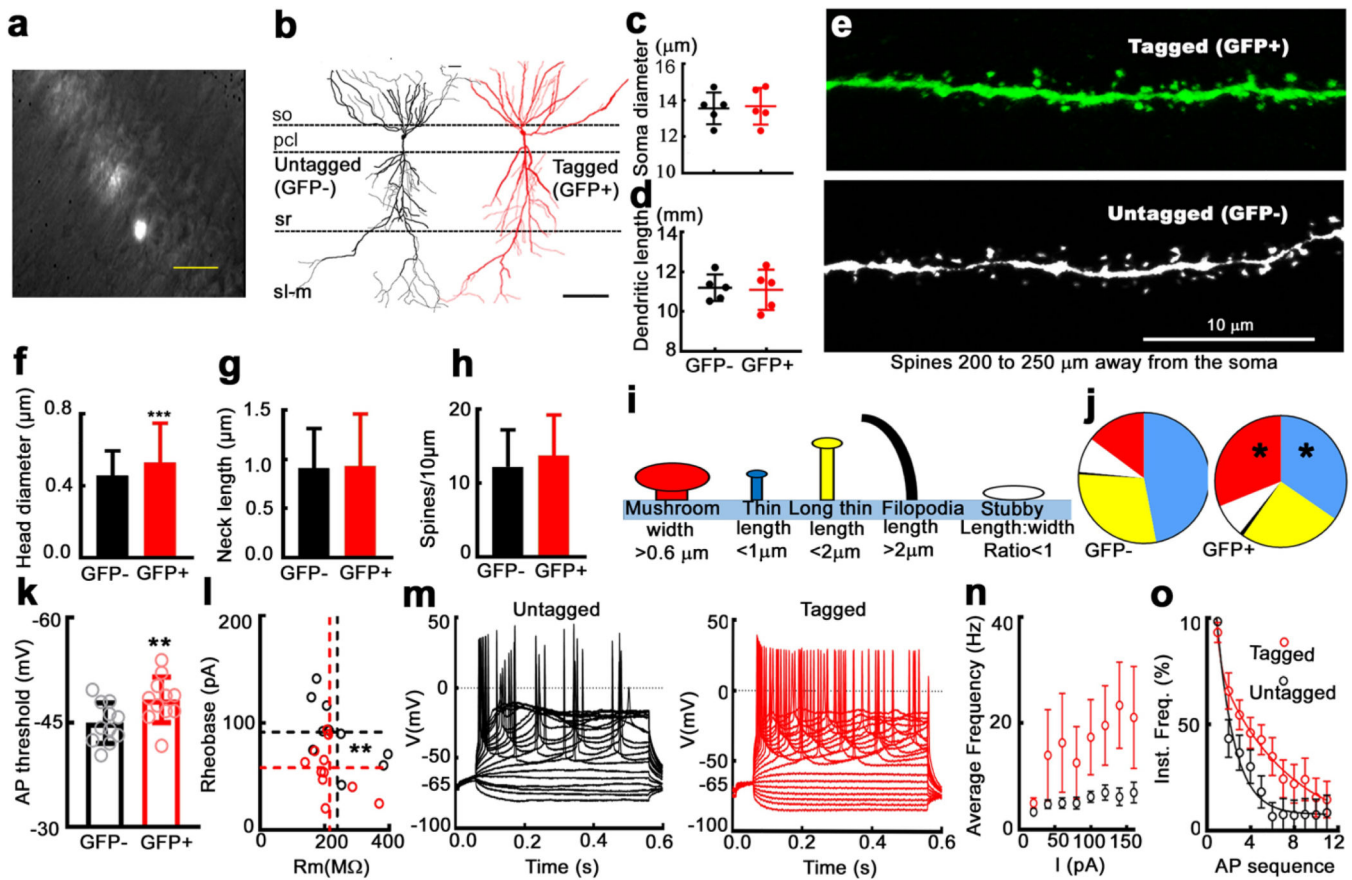 a
b
so
pcl
Untagged
(GFP-)
Tagged
(GFP+)
sr
sl-m
c
(μm)
Soma diameter
16
14
12
10
d
(mm)
Dendritic length
14
12
10
8
GFP- GFP+
e
Tagged (GFP+)
Untagged (GFP-)
10 μm
Spines 200 to 250 μm away from the soma
f
Head diameter (μm)
0.8
0.4
0.0
***
GFP- GFP+
g
Neck length (μm)
1.5
1.0
0.5
0.0
GFP- GFP+
h
Spines/10μm
20
10
0
GFP- GFP+
i
Mushroom
width
>0.6 μm
Thin
length
<1μm
Long thin
length
<2μm
Filopodia
length
>2μm
Stubby
Length:width
Ratio<1
j
GFP-
* *
GFP+
k
AP threshold (mV)
-60
-45
-30
**
GFP- GFP+
l
Rheobase (pA)
200
100
0
**
0 200 400
Rm(MΩ)
m
Untagged
V(mV)
50
0
-50
-65
-100
0.0 0.2 0.4 0.6
Time (s)
Tagged
V(mV)
50
0
-50
-65
-100
0.0 0.2 0.4 0.6
Time (s)
n
Average Frequency (Hz)
40
20
0
0 50 100 150
I (pA)
o
Inst. Freq. (%)
10
50
0
Tagged
Untagged
0 4 8 12
AP sequence